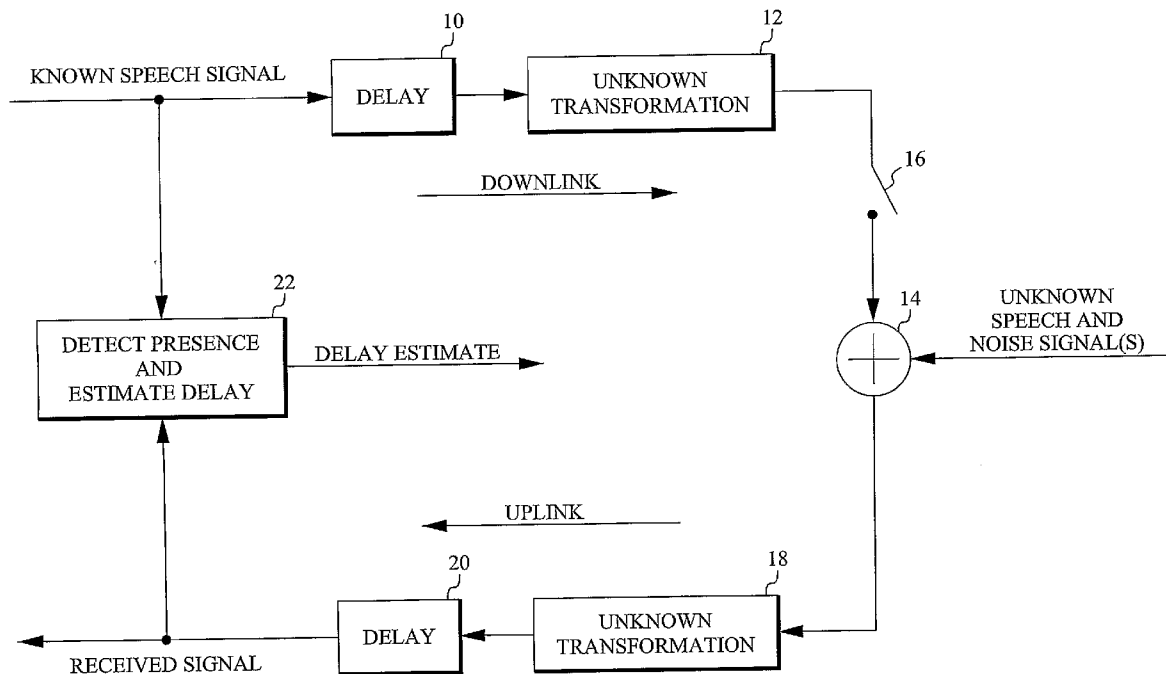 10
12
KNOWN SPEECH SIGNAL
DELAY
UNKNOWN
TRANSFORMATION
16
DOWNLINK
22
14
UNKNOWN
SPEECH AND
NOISE SIGNAL(S)
DETECT PRESENCE
AND
ESTIMATE DELAY
DELAY ESTIMATE
UPLINK
20
18
DELAY
UNKNOWN
TRANSFORMATION
RECEIVED SIGNAL